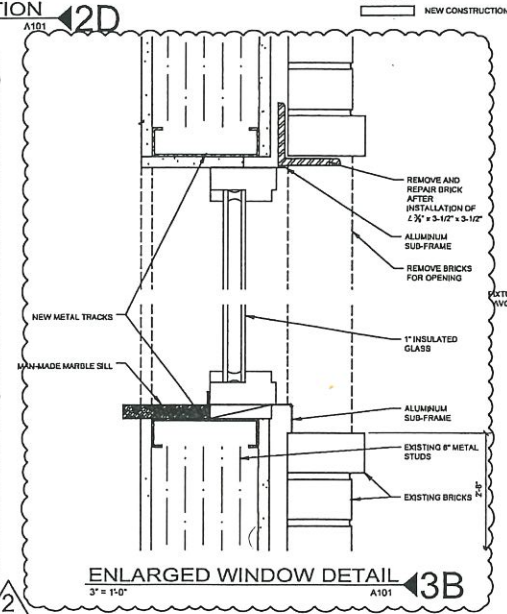 TION
A101
2D
NEW CONSTRUCTION
REMOVE AND
REPAIR BRICK
AFTER
INSTALLATION OF
ALUMINUM
SUB-FRAME
REMOVE BRICKS
FOR OPENING
NEW METAL TRACKS
1" INSULATED
GLASS
MAN-MADE MARBLE SILL
ALUMINUM
SUB-FRAME
EXISTING 6" METAL
STUDS
EXISTING BRICKS
2'-8"
ENLARGED WINDOW DETAIL
3" = 1'-0"
A101
3B
2